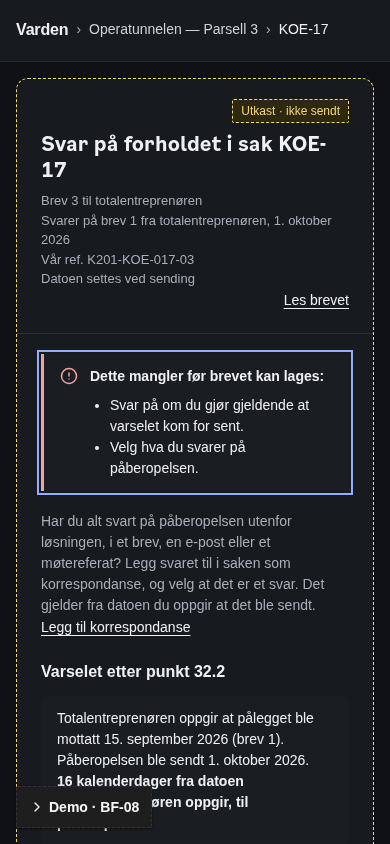 Varden › Operatunnelen — Parsell 3 › KOE-17
Utkast · ikke sendt
Svar på forholdet i sak KOE-
17
Brev 3 til totalentreprenøren
Svarer på brev 1 fra totalentreprenøren, 1. oktober
2026
Vår ref. K201-KOE-017-03
Datoen settes ved sending
Les brevet
Dette mangler før brevet kan lages:
• Svar på om du gjør gjeldende at
varselet kom for sent.
• Velg hva du svarer på
påberopelsen.
Har du alt svart på påberopelsen utenfor
løsningen, i et brev, en e-post eller et
møtereferat? Legg svaret til i saken som
korrespondanse, og velg at det er et svar. Det
gjelder fra datoen du oppgir at det ble sendt.
Legg til korrespondanse
Varselet etter punkt 32.2
Totalentreprenøren oppgir at pålegget ble
mottatt 15. september 2026 (brev 1).
Påberopelsen ble sendt 1. oktober 2026.
16 kalenderdager fra datoen
oppgir, til
Demo · BF-08